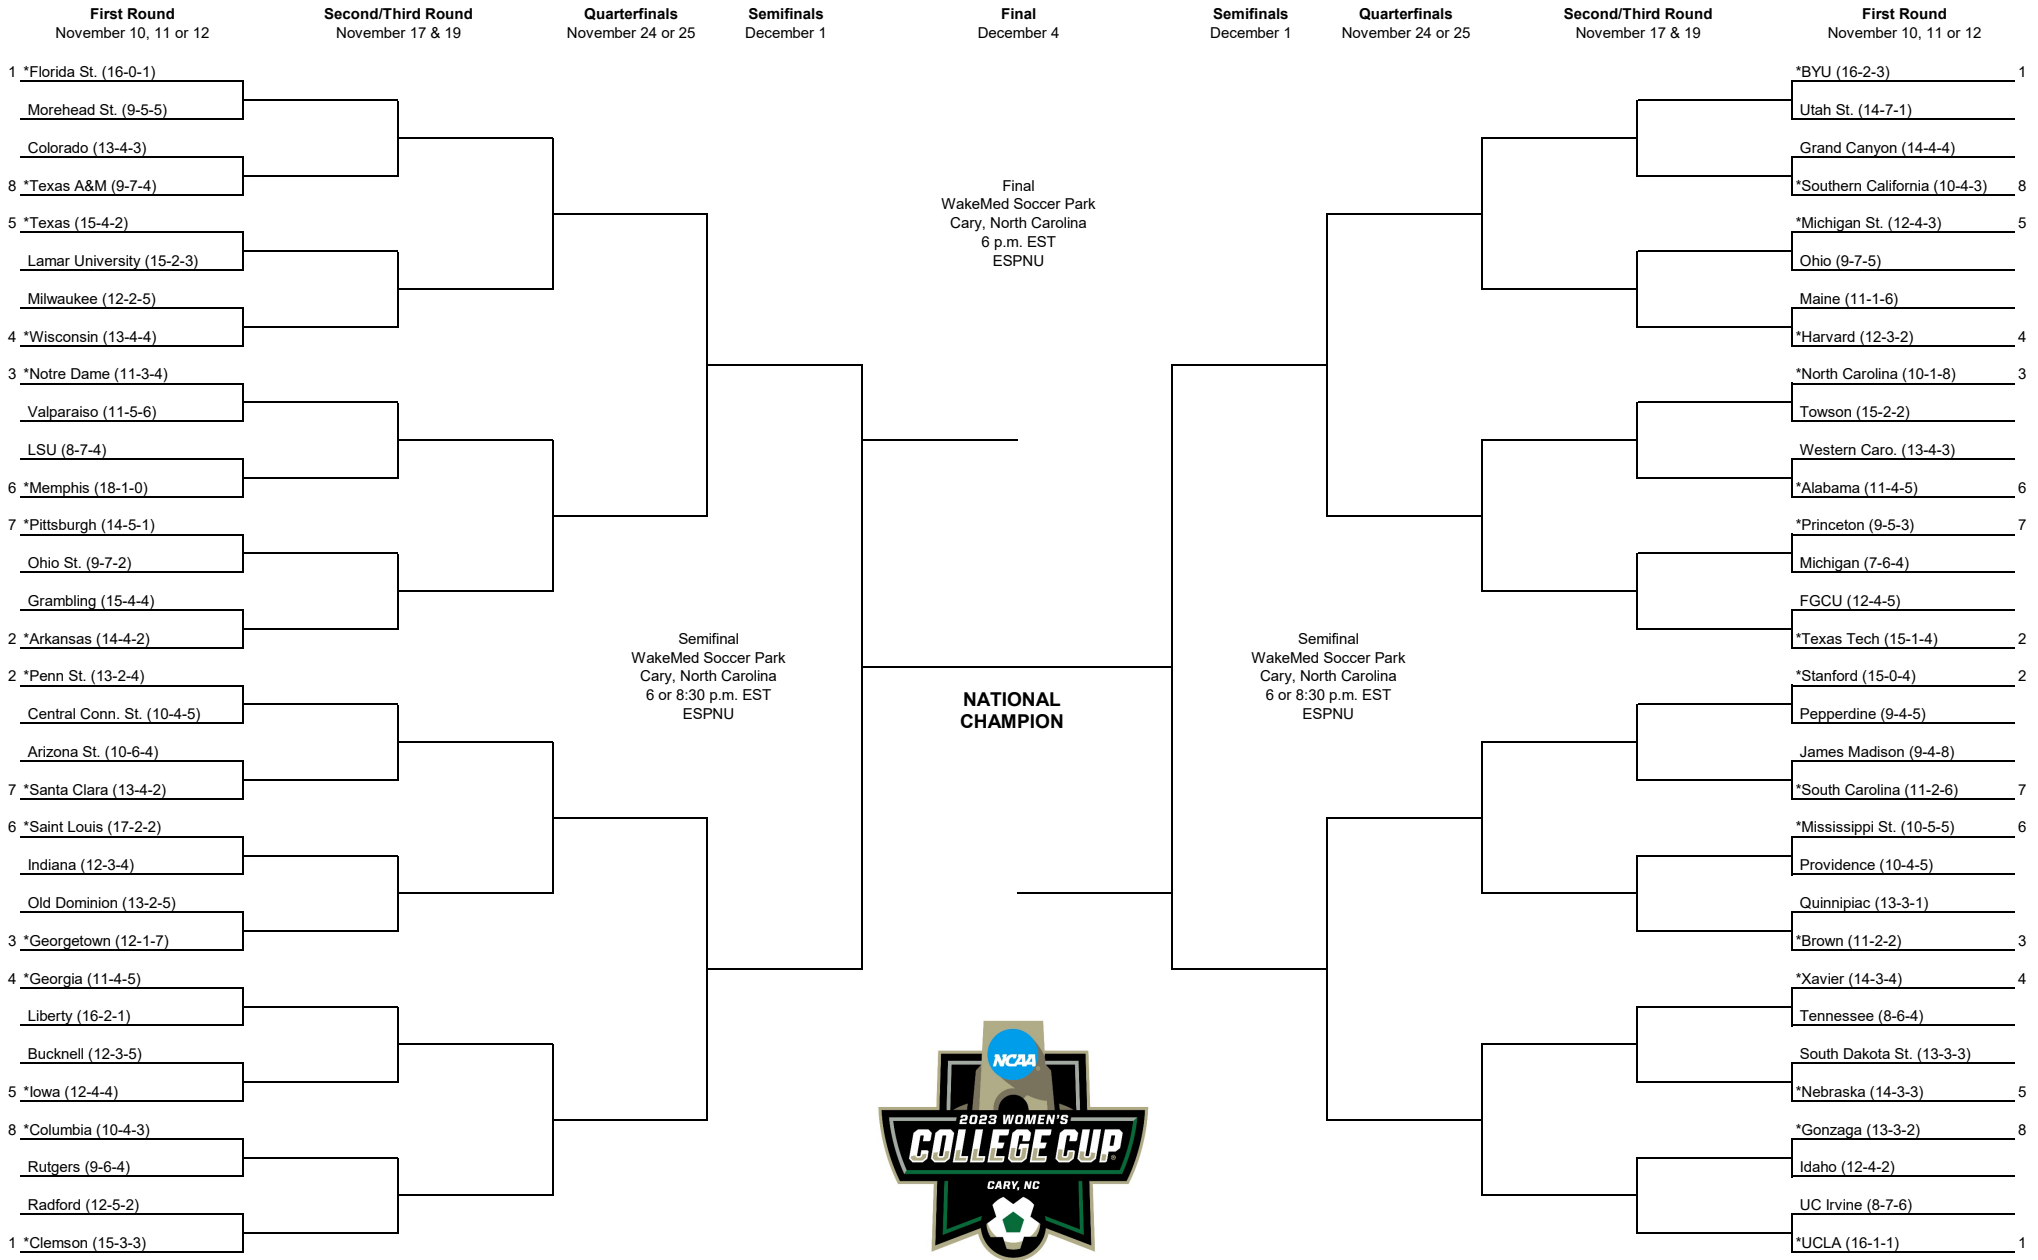 First Round
November 10, 11 or 12
Second/Third Round
November 17 & 19
Quarterfinals
November 24 or 25
Semifinals
December 1
Final
December 4
Semifinals
December 1
Quarterfinals
November 24 or 25
Second/Third Round
November 17 & 19
First Round
November 10, 11 or 12
1 *Florida St. (16-0-1)
Morehead St. (9-5-5)
Colorado (13-4-3)
8 *Texas A&M (9-7-4)
5 *Texas (15-4-2)
Lamar University (15-2-3)
Milwaukee (12-2-5)
4 *Wisconsin (13-4-4)
3 *Notre Dame (11-3-4)
Valparaiso (11-5-6)
LSU (8-7-4)
6 *Memphis (18-1-0)
7 *Pittsburgh (14-5-1)
Ohio St. (9-7-2)
Grambling (15-4-4)
2 *Arkansas (14-4-2)
2 *Penn St. (13-2-4)
Central Conn. St. (10-4-5)
Arizona St. (10-6-4)
7 *Santa Clara (13-4-2)
6 *Saint Louis (17-2-2)
Indiana (12-3-4)
Old Dominion (13-2-5)
3 *Georgetown (12-1-7)
4 *Georgia (11-4-5)
Liberty (16-2-1)
Bucknell (12-3-5)
5 *Iowa (12-4-4)
8 *Columbia (10-4-3)
Rutgers (9-6-4)
Radford (12-5-2)
1 *Clemson (15-3-3)
Semifinal
WakeMed Soccer Park
Cary, North Carolina
6 or 8:30 p.m. EST
ESPNU
Final
WakeMed Soccer Park
Cary, North Carolina
6 p.m. EST
ESPNU
NATIONAL
CHAMPION
NCAA
2023 WOMEN'S
COLLEGE CUP
CARY, NC
Semifinal
WakeMed Soccer Park
Cary, North Carolina
6 or 8:30 p.m. EST
ESPNU
*BYU (16-2-3) 1
Utah St. (14-7-1)
Grand Canyon (14-4-4)
*Southern California (10-4-3) 8
*Michigan St. (12-4-3) 5
Ohio (9-7-5)
Maine (11-1-6)
*Harvard (12-3-2) 4
*North Carolina (10-1-8) 3
Towson (15-2-2)
Western Caro. (13-4-3)
*Alabama (11-4-5) 6
*Princeton (9-5-3) 7
Michigan (7-6-4)
FGCU (12-4-5)
*Texas Tech (15-1-4) 2
*Stanford (15-0-4) 2
Pepperdine (9-4-5)
James Madison (9-4-8)
*South Carolina (11-2-6) 7
*Mississippi St. (10-5-5) 6
Providence (10-4-5)
Quinnipiac (13-3-1)
*Brown (11-2-2) 3
*Xavier (14-3-4) 4
Tennessee (8-6-4)
South Dakota St. (13-3-3)
*Nebraska (14-3-3) 5
*Gonzaga (13-3-2) 8
Idaho (12-4-2)
UC Irvine (8-7-6)
*UCLA (16-1-1) 1